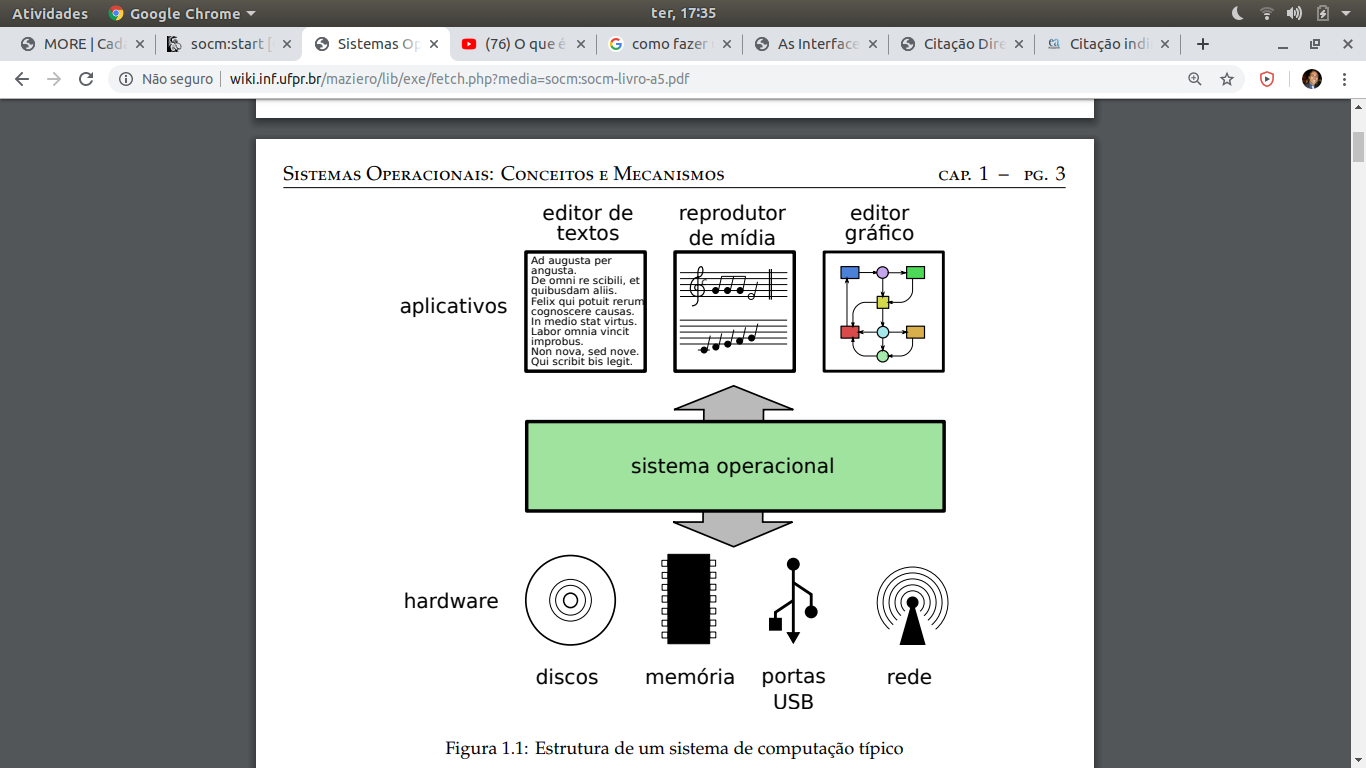 Atividades Google Chrome ter, 17:35
MORE | Cad socm:start [ Sistemas Op (76) O que é como fazer As Interface Citação Dire Citação indi
Não seguro wiki.inf.ufpr.br/maziero/lib/exe/fetch.php?media=socm:socm-livro-a5.pdf
Sistemas Operacionais: Conceitos e Mecanismos cap. 1 – pg. 3
editor de
textos
reprodutor
de mídia
editor
gráfico
aplicativos
Ad augusta per
angusta.
De omni re scibili, et
quibusdam aliis.
Felix qui potuit rerum
cognoscere causas.
In medio stat virtus.
Labor omnia vincit
improbus.
Non nova, sed nove.
Qui scribit bis legit.
sistema operacional
hardware
discos
memória
portas
USB
rede
Figura 1.1: Estrutura de um sistema de computação típico